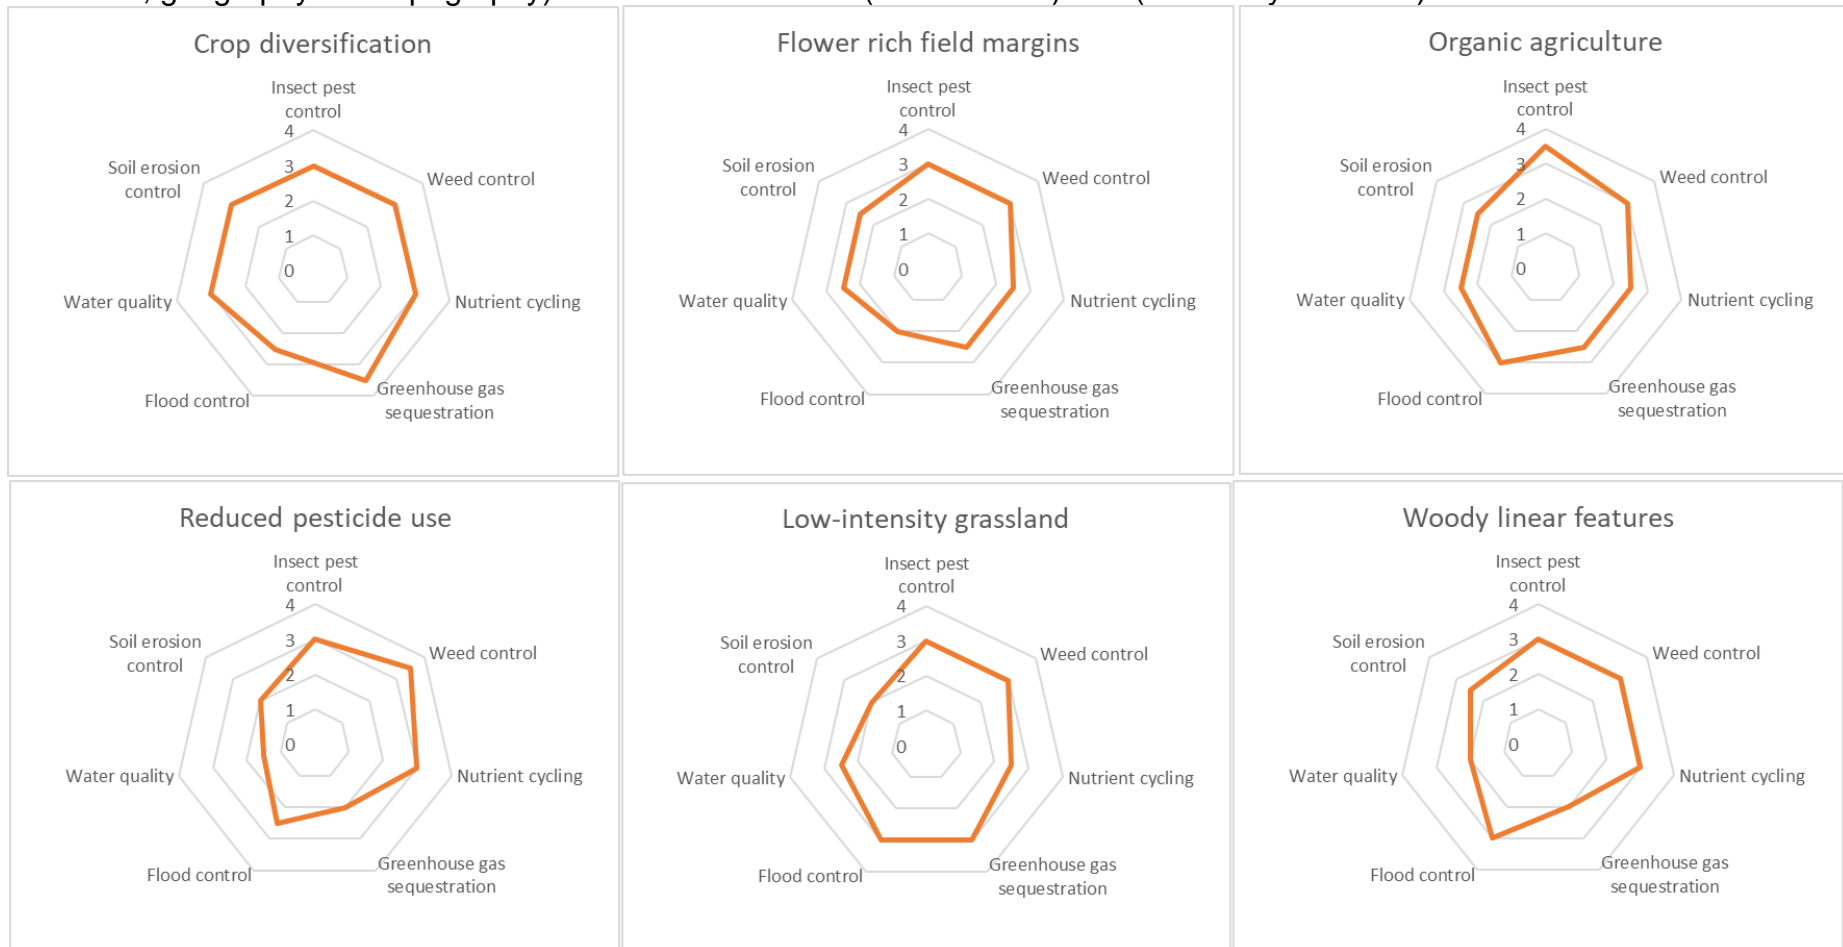 Crop diversification
Insect pest
control
4
3
2
1
0
Weed control
Nutrient cycling
Greenhouse gas
sequestration
Flood control
Water quality
Soil erosion
control
Flower rich field margins
Insect pest
control
4
3
2
1
0
Weed control
Nutrient cycling
Greenhouse gas
sequestration
Flood control
Water quality
Soil erosion
control
Organic agriculture
Insect pest
control
4
3
2
1
0
Weed control
Nutrient cycling
Greenhouse gas
sequestration
Flood control
Water quality
Soil erosion
control
Reduced pesticide use
Insect pest
control
4
3
2
1
0
Weed control
Nutrient cycling
Greenhouse gas
sequestration
Flood control
Water quality
Soil erosion
control
Low-intensity grassland
Insect pest
control
4
3
2
1
0
Weed control
Nutrient cycling
Greenhouse gas
sequestration
Flood control
Water quality
Soil erosion
control
Woody linear features
Insect pest
control
4
3
2
1
0
Weed control
Nutrient cycling
Greenhouse gas
sequestration
Flood control
Water quality
Soil erosion
control